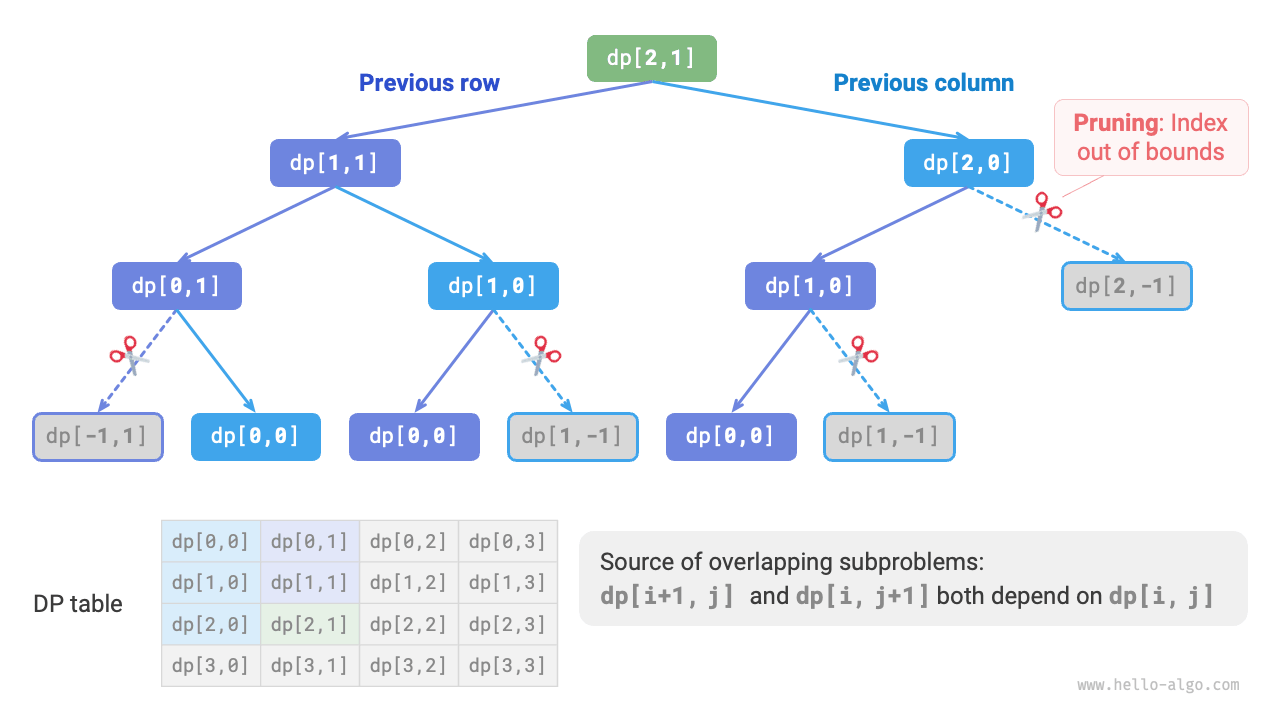 dp[2,1]
Previous row
Previous column
Pruning: Index
out of bounds
dp[1,1]
dp[2,0]
dp[0,1]
dp[1,0]
dp[1,0]
dp[2,-1]
dp[-1,1]
dp[0,0]
dp[0,0]
dp[1,-1]
dp[0,0]
dp[1,-1]
DP table
dp[0,0] dp[0,1] dp[0,2] dp[0,3]
dp[1,0] dp[1,1] dp[1,2] dp[1,3]
dp[2,0] dp[2,1] dp[2,2] dp[2,3]
dp[3,0] dp[3,1] dp[3,2] dp[3,3]
Source of overlapping subproblems:
dp[i+1, j] and dp[i, j+1] both depend on dp[i, j]
www.hello-algo.com